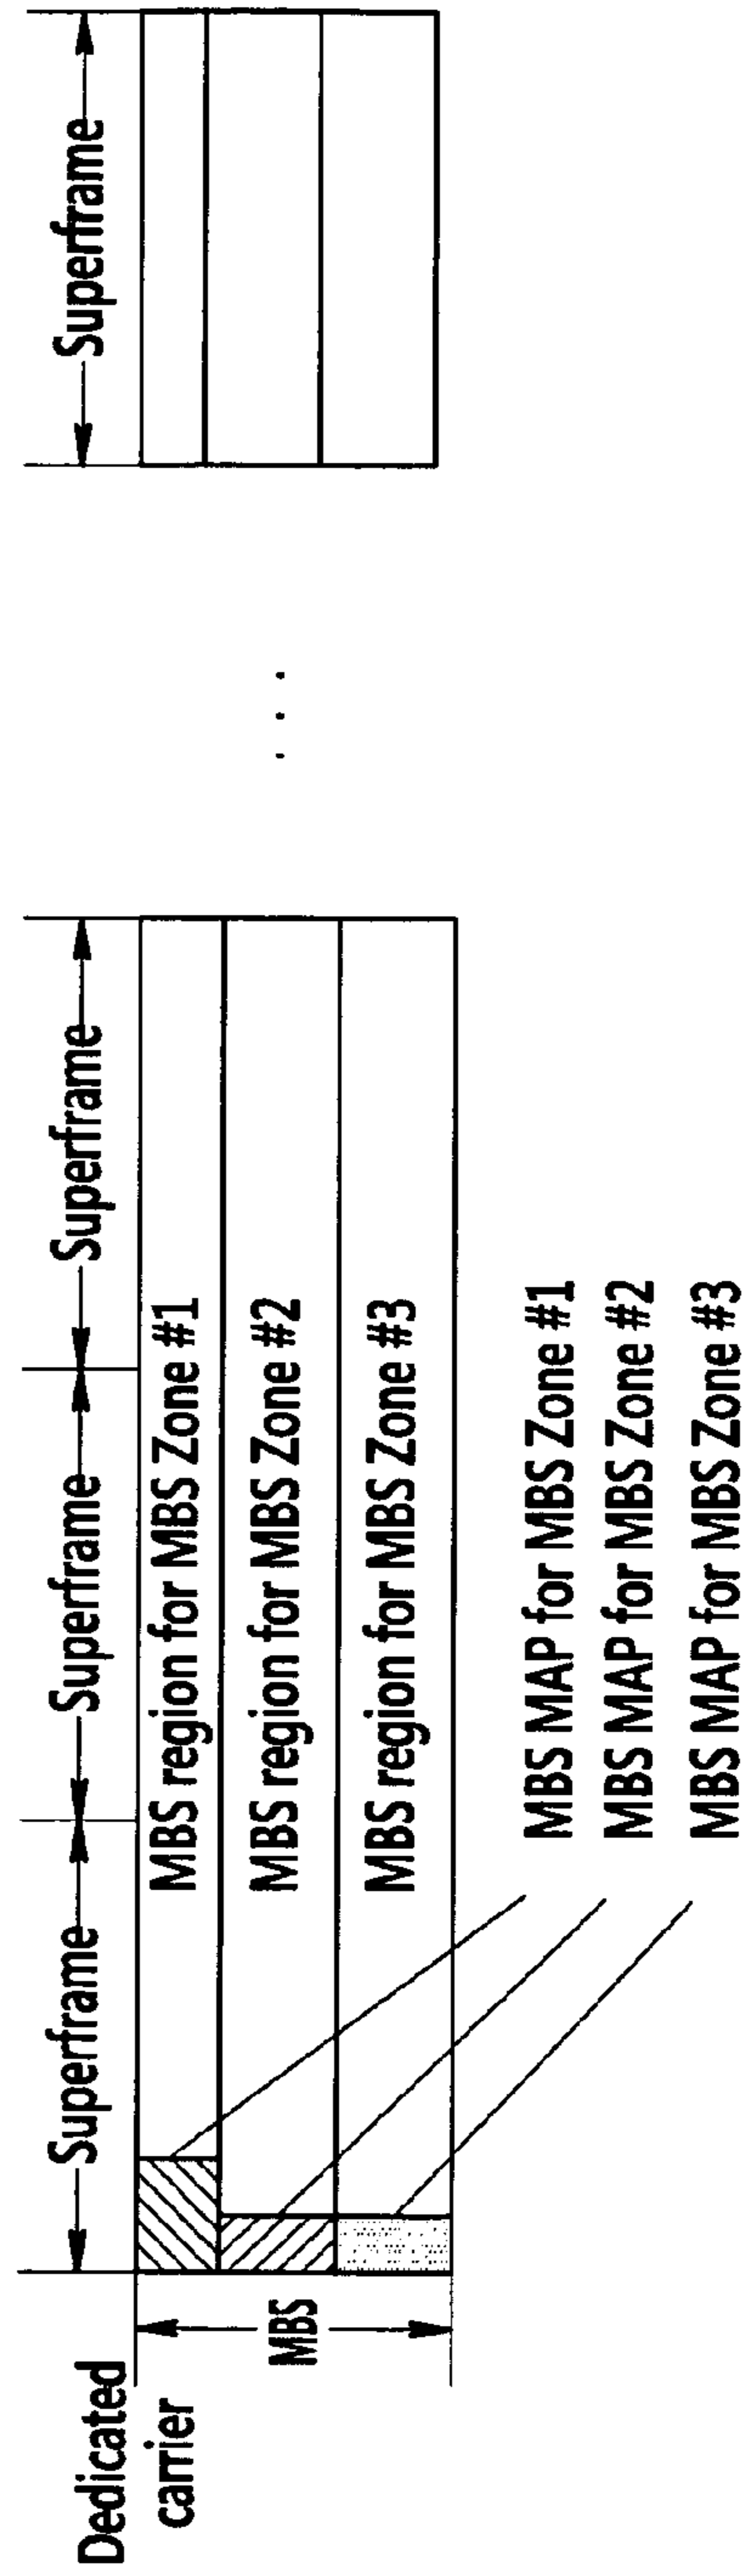 Dedicated
carrier
Superframe
Superframe
Superframe
Superframe
MBS
MBS region for MBS Zone #1
MBS region for MBS Zone #2
MBS region for MBS Zone #3
. . .
MBS MAP for MBS Zone #1
MBS MAP for MBS Zone #2
MBS MAP for MBS Zone #3